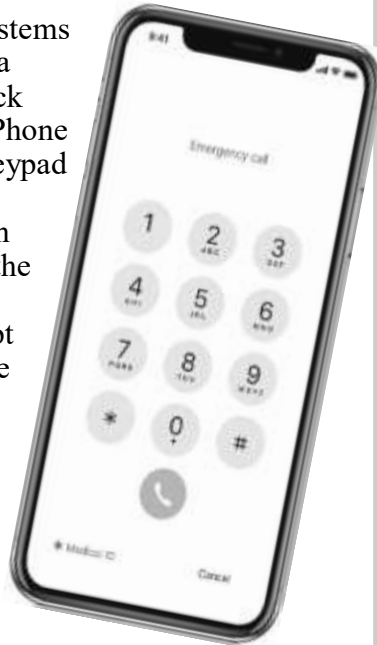 stems
a
ck
Phone
eypad
n
the
ot
e
9:41
Emergency call
1
2
ABC
3
DEF
4
GHI
5
JKL
6
MNO
7
PQRS
8
TUV
9
WXYZ
*
0
+
#
* Medical ID
Cancel